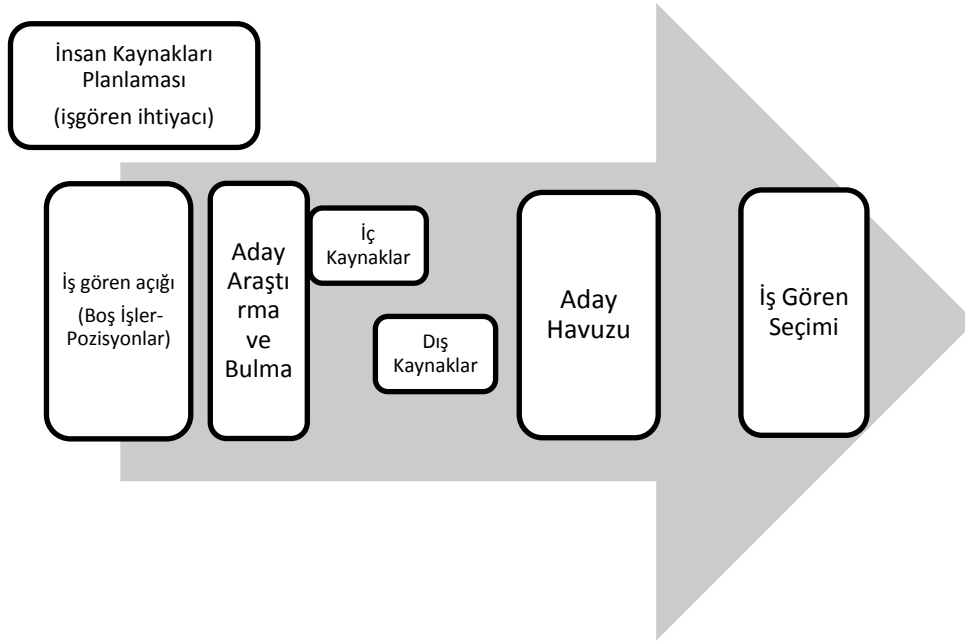 İnsan Kaynakları
Planlaması
(işgören ihtiyacı)
İş gören açığı
(Boş İşler-
Pozisyonlar)
Aday
Araştı
rma
ve
Bulma
İç
Kaynaklar
Dış
Kaynaklar
Aday
Havuzu
İş Gören
Seçimi